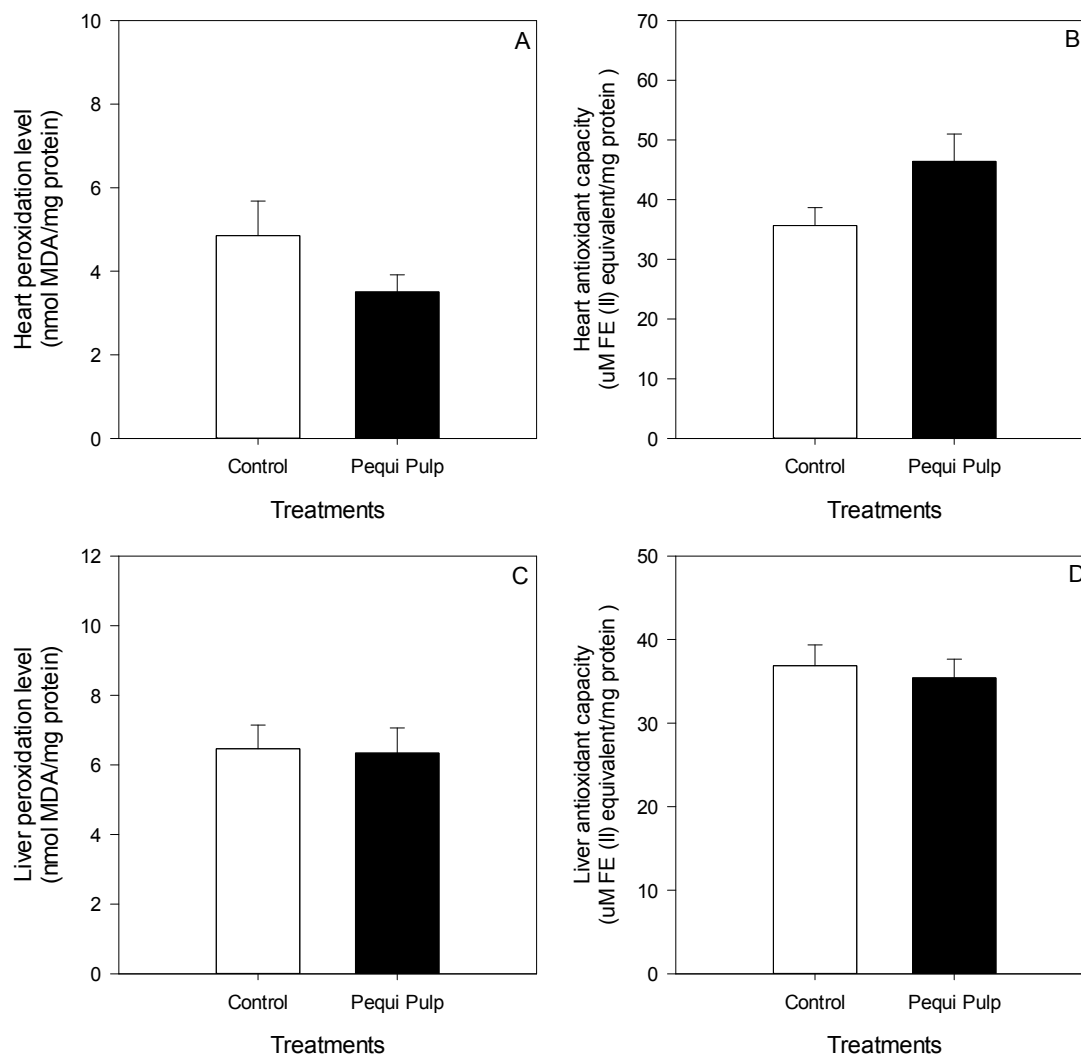 A
Heart peroxidation level
(nmol MDA/mg protein)
10
8
6
4
2
0
Control
Pequi Pulp
Treatments
B
Heart antioxidant capacity
(uM FE (II) equivalent/mg protein )
70
60
50
40
30
20
10
0
Control
Pequi Pulp
Treatments
C
Liver peroxidation level
(nmol MDA/mg protein)
12
10
8
6
4
2
0
Control
Pequi Pulp
Treatments
D
Liver antioxidant capacity
(uM FE (II) equivalent/mg protein )
50
40
30
20
10
0
Control
Pequi Pulp
Treatments